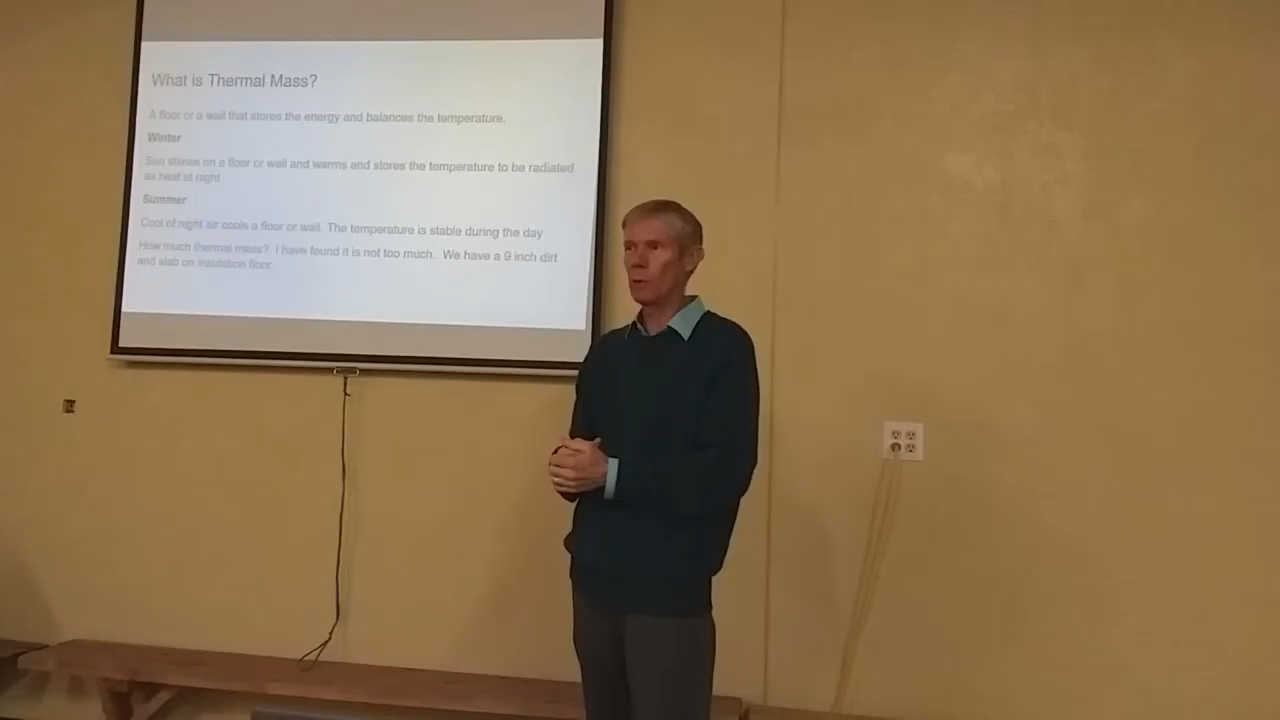 What is Thermal Mass?
A floor or a wall that stores the energy and balances the temperature.
Winter
Sun shines on a floor or wall and warms and stores the temperature to be radiated
as heat at night
Summer
Cool of night air cools a floor or wall. The temperature is stable during the day
How much thermal mass? I have found it is not too much. We have a 9 inch dirt
and slab on insulation floor.